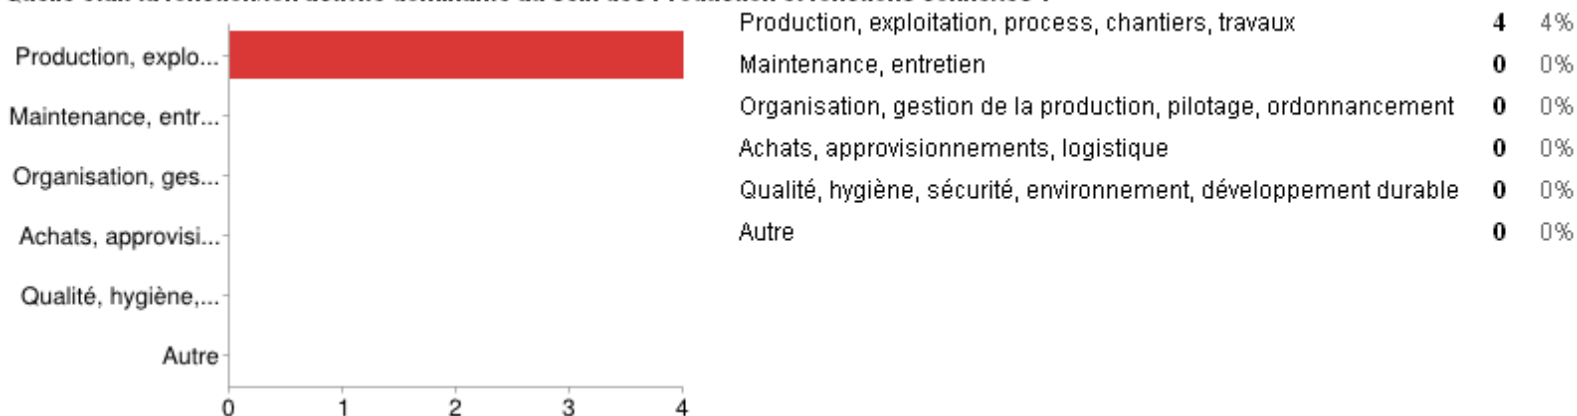 Production, explo...
Maintenance, entr...
Organisation, ges...
Achats, approvisi...
Qualité, hygiène,...
Autre
0 1 2 3 4
Production, exploitation, process, chantiers, travaux 4 4%
Maintenance, entretien 0 0%
Organisation, gestion de la production, pilotage, ordonnancement 0 0%
Achats, approvisionnements, logistique 0 0%
Qualité, hygiène, sécurité, environnement, développement durable 0 0%
Autre 0 0%